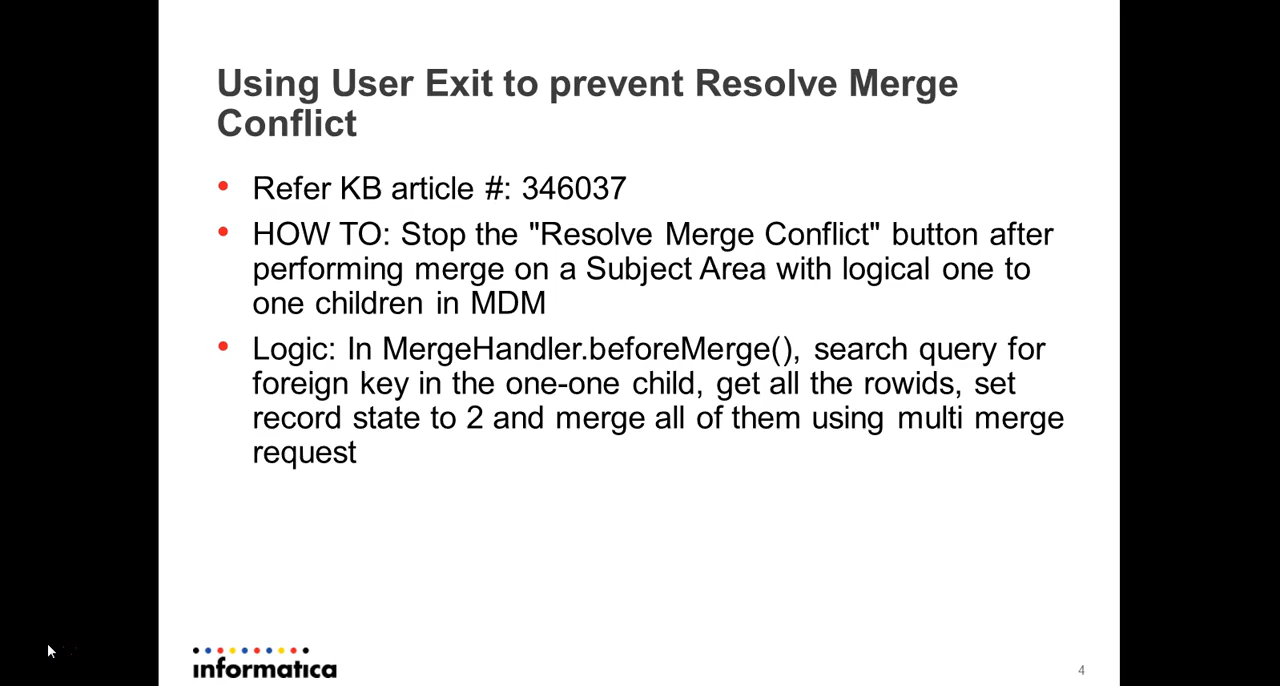 Using User Exit to prevent Resolve Merge
Conflict
• Refer KB article #: 346037
• HOW TO: Stop the "Resolve Merge Conflict" button after
performing merge on a Subject Area with logical one to
one children in MDM
• Logic: In MergeHandler.beforeMerge(), search query for
foreign key in the one-one child, get all the rowids, set
record state to 2 and merge all of them using multi merge
request
informatica
4